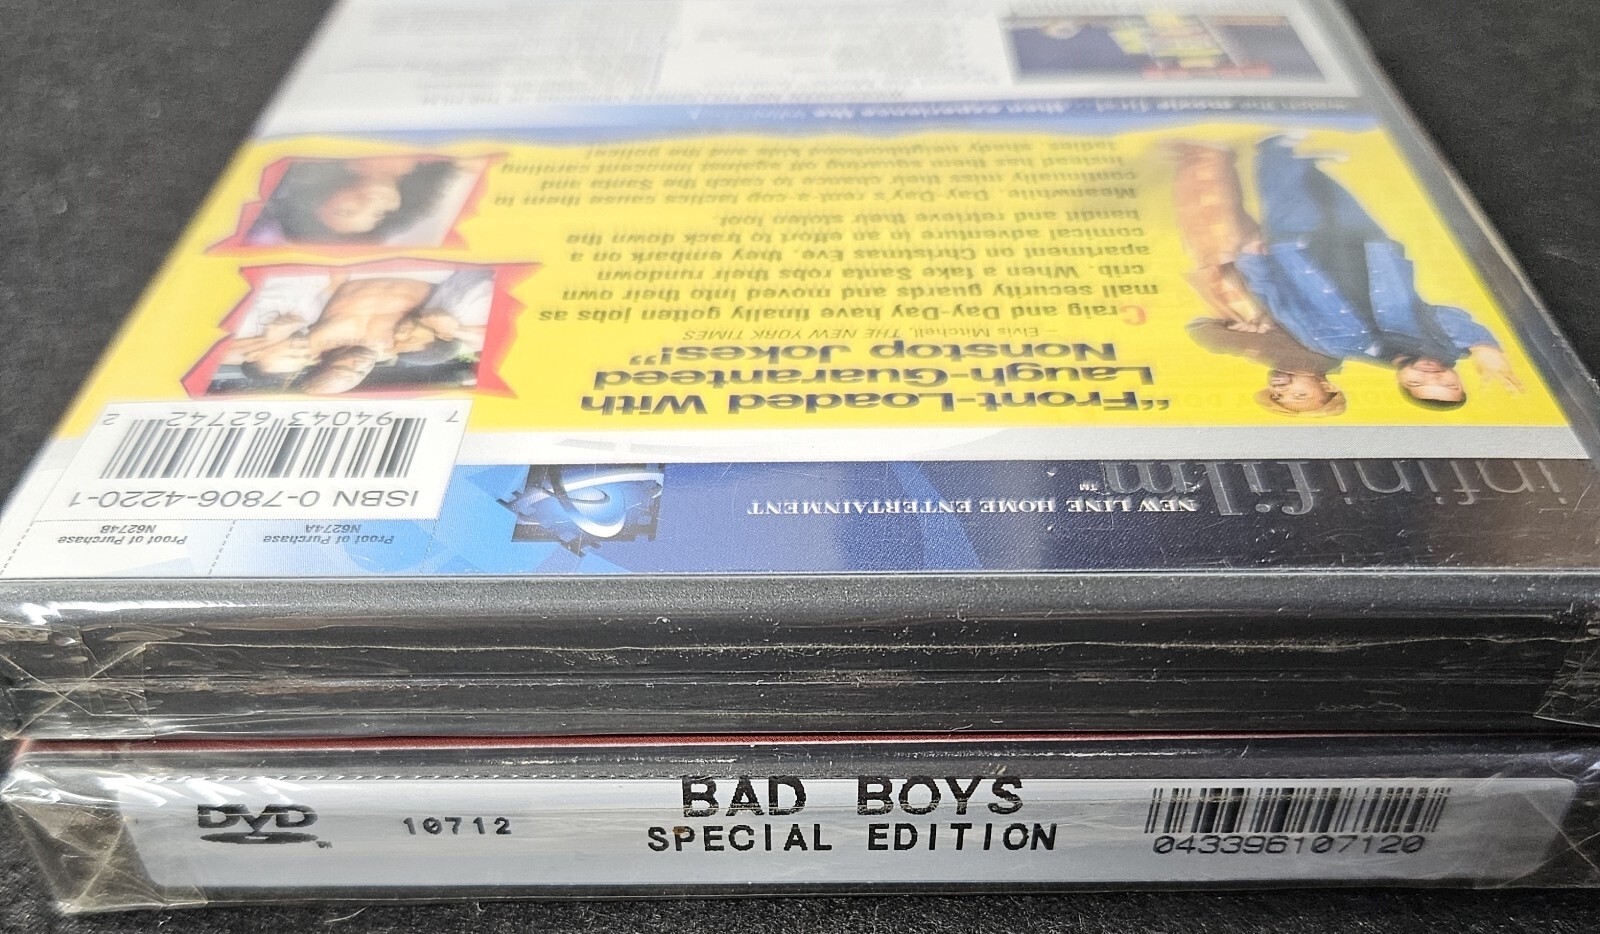 "Front-Loaded With
Laugh-Guaranteed
Nonstop Jokes!"
–Elvis Mitchell, THE NEW YORK TIMES
Craig and Day-Day have finally gotten jobs as
mall security guards and moved into their own
crib. When a fake Santa robs their rundown
apartment on Christmas Eve, they embark on a
comical adventure in an effort to track down the
bandit and retrieve their stolen loot.
Meanwhile, Day-Day's rent-a-cop tactics cause them to
continually miss their chance to catch the Santa and
instead has them squaring off against innocent caroling
ladies, shady neighborhood kids and the police!
infinifilm™
NEW LINE HOME ENTERTAINMENT
7 94043 62742 2
ISBN 0-7806-4220-1
Proof of Purchase
N6274A
Proof of Purchase
N6274B
DVD
10712
BAD BOYS
SPECIAL EDITION
043396107120